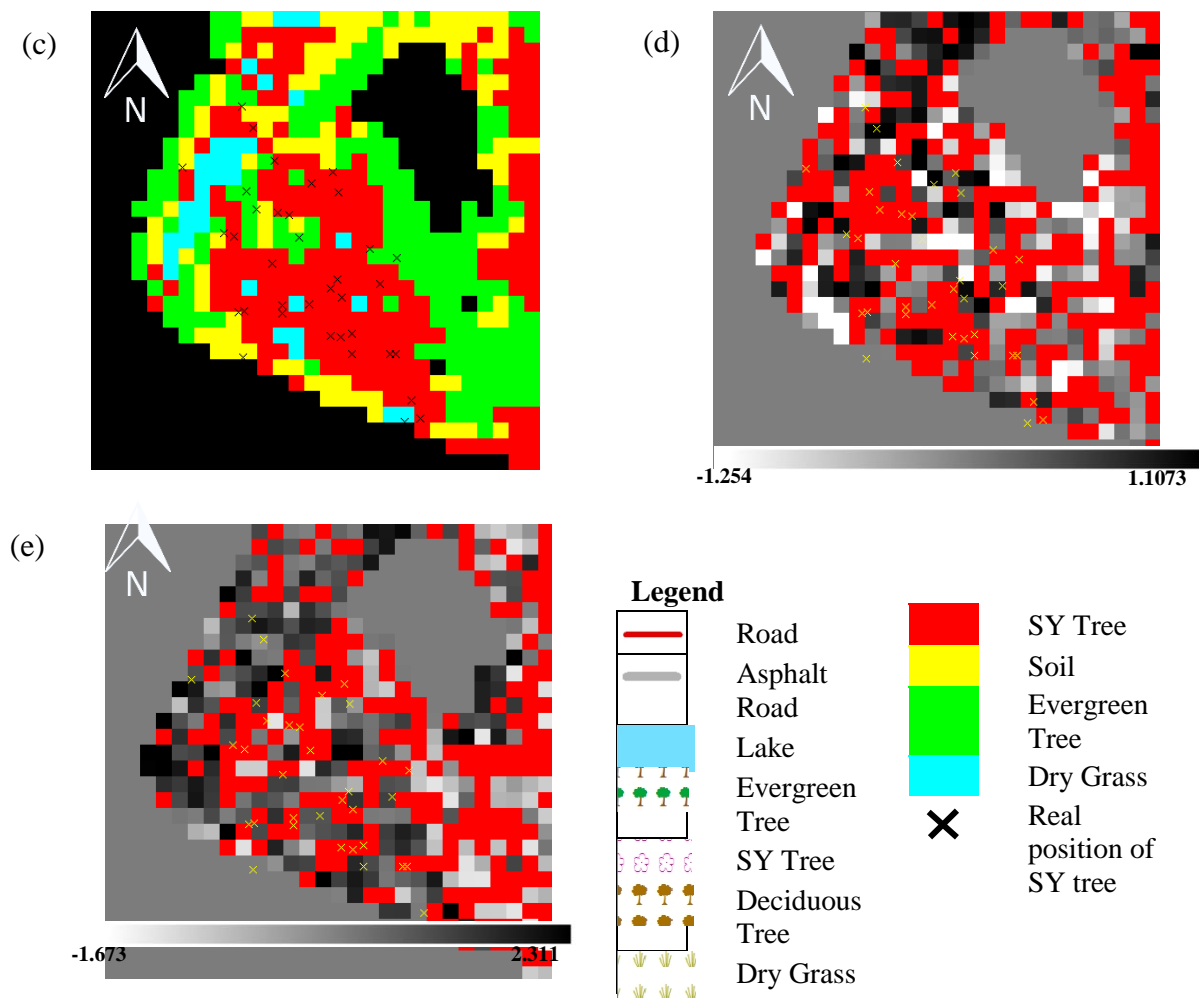 (c)
N
(d)
N
-1.254
1.1073
(e)
N
-1.673
2.311
Legend
Road
Asphalt
Road
Lake
Evergreen
Tree
SY Tree
Deciduous
Tree
Dry Grass
SY Tree
Soil
Evergreen
Tree
Dry Grass
Real
position of
SY tree